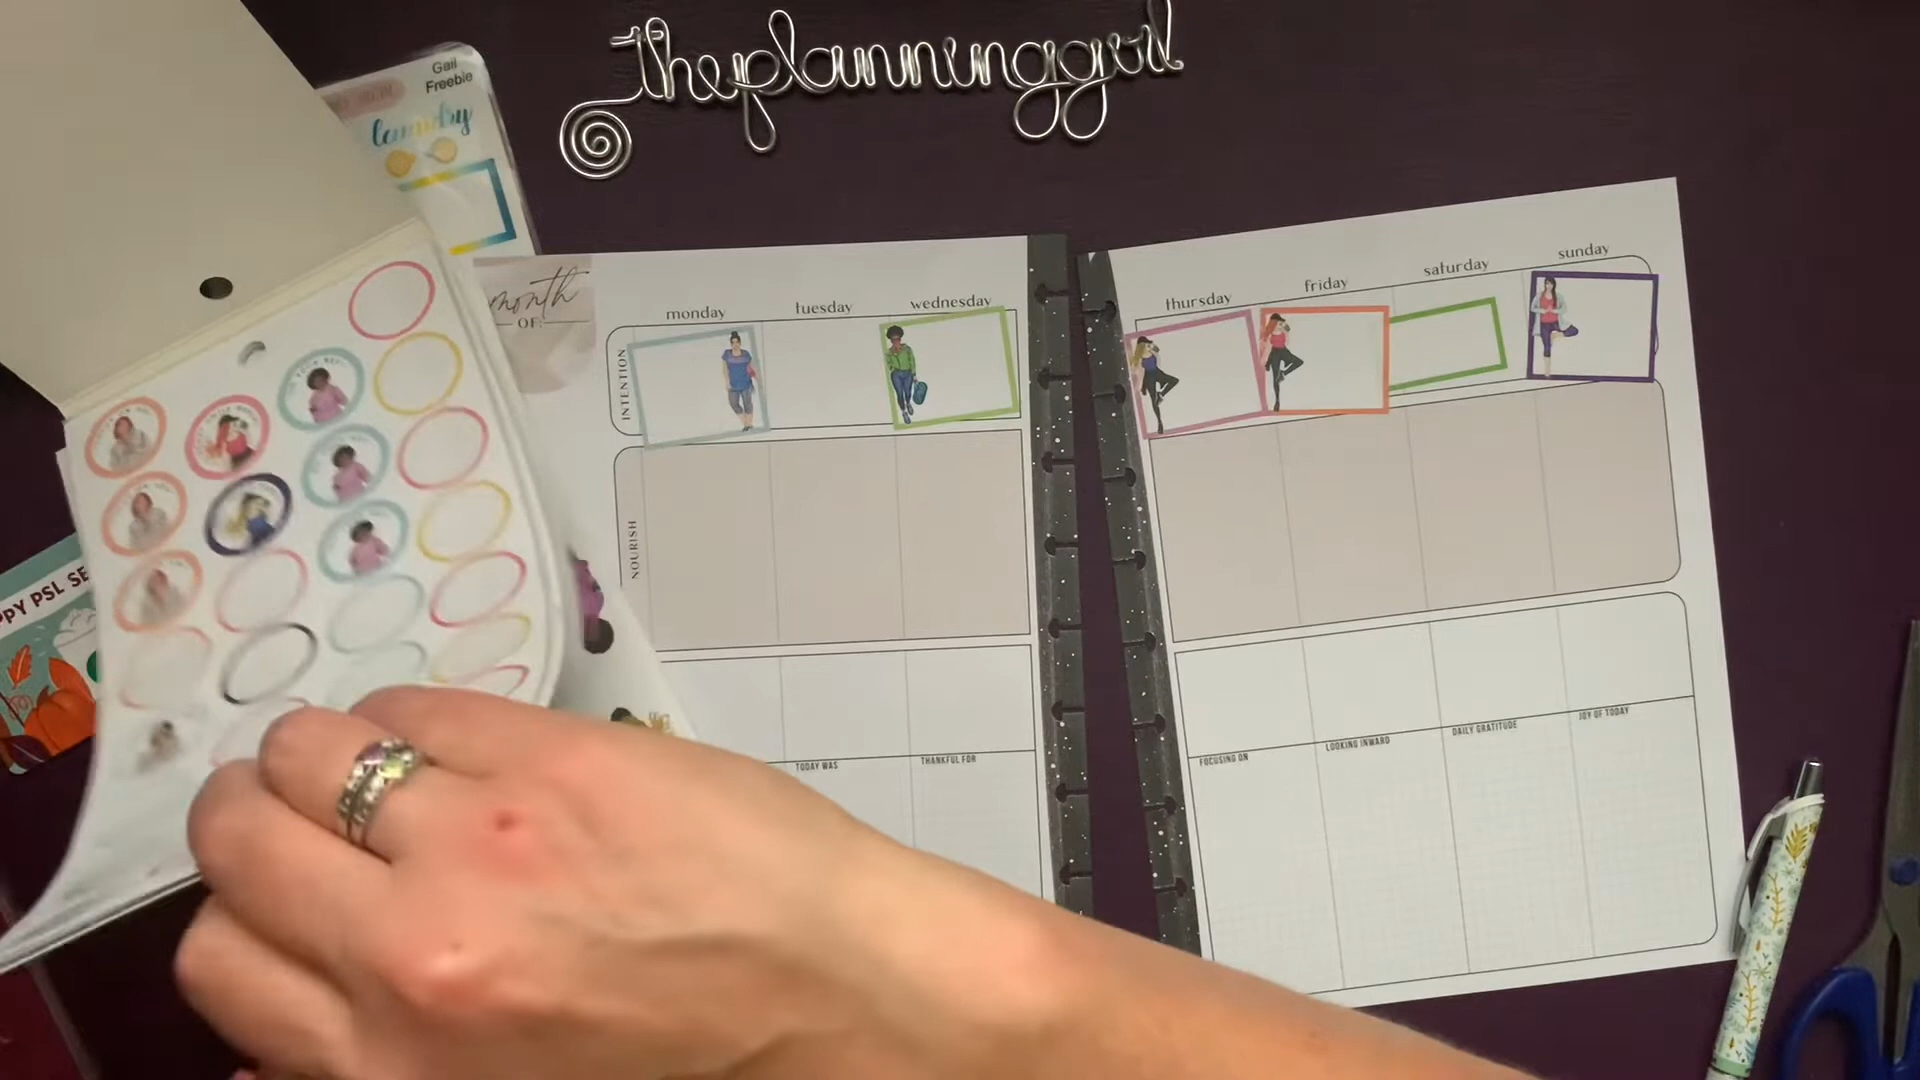 theplanninggirl
Gail
Freebie
laundry
month
OF:
monday
tuesday
wednesday
thursday
friday
saturday
sunday
INTENTION
NOURISH
TODAY WAS
THANKFUL FOR
FOCUSING ON
LOOKING INWARD
DAILY GRATITUDE
JOY OF TODAY
PSL SE